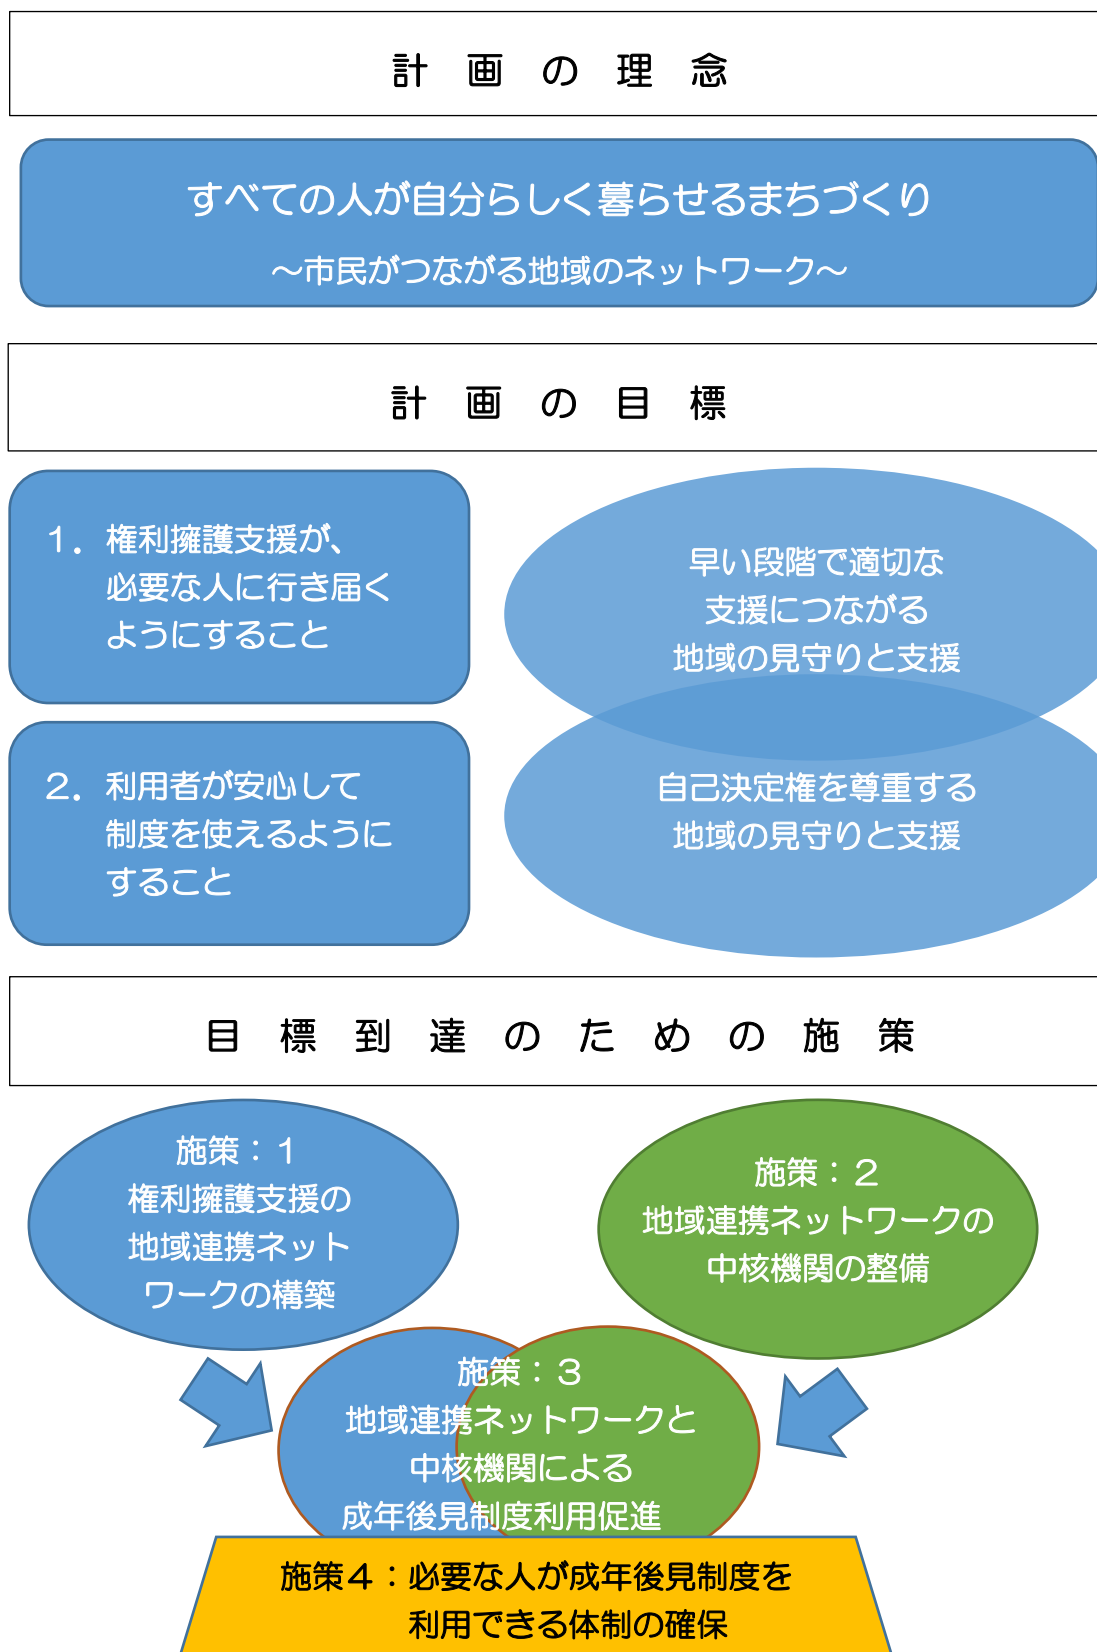 計画の理念
すべての人が自分らしく暮らせるまちづくり
～市民がつながる地域のネットワーク～
計画の目標
１．権利擁護支援が、
必要な人に行き届く
ようにすること
早い段階で適切な
支援につながる
地域の見守りと支援
２．利用者が安心して
制度を使えるように
すること
自己決定権を尊重する
地域の見守りと支援
目標到達のための施策
施策：１
権利擁護支援の
地域連携ネット
ワークの構築
施策：２
地域連携ネットワークの
中核機関の整備
施策：３
地域連携ネットワークと
中核機関による
成年後見制度利用促進
施策４：必要な人が成年後見制度を
利用できる体制の確保